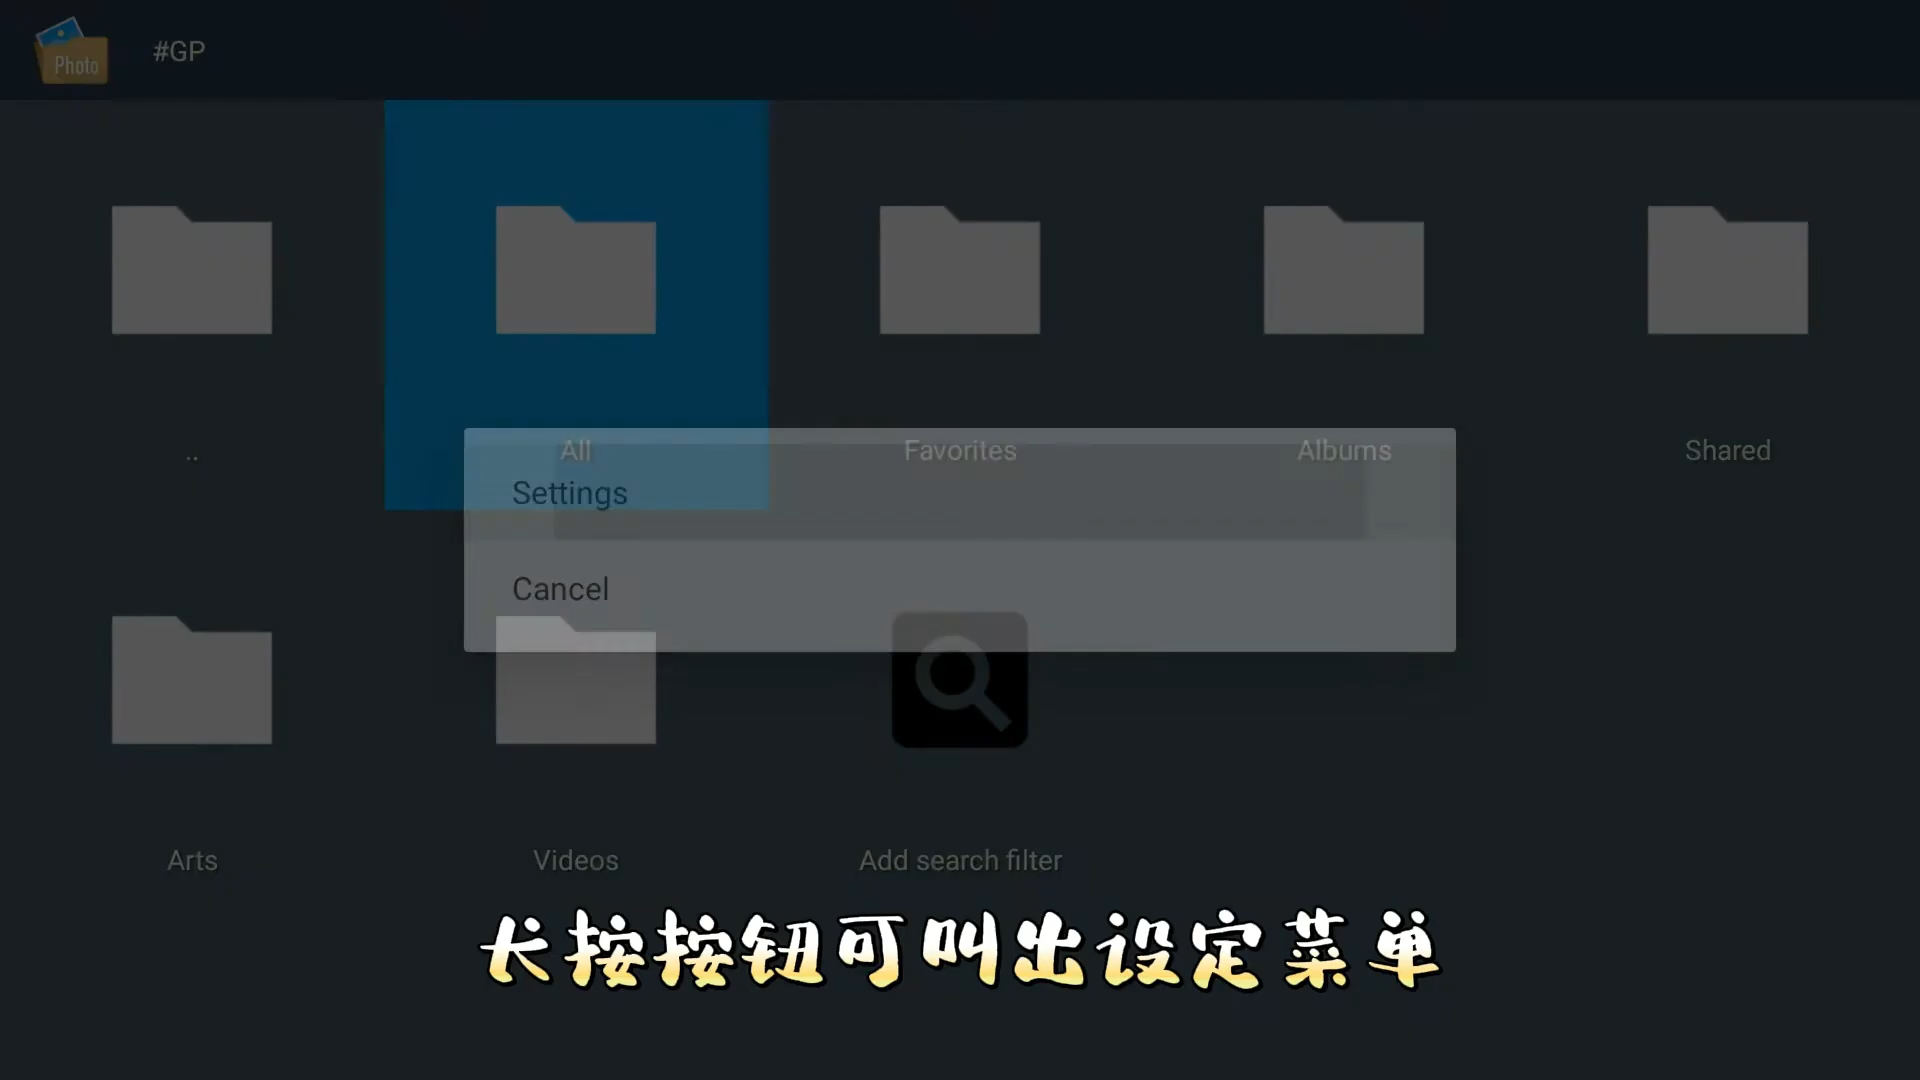 Photo
#GP
..
All
Favorites
Albums
Shared
Settings
Cancel
Arts
Videos
Add search filter
长按按钮可叫出设定菜单